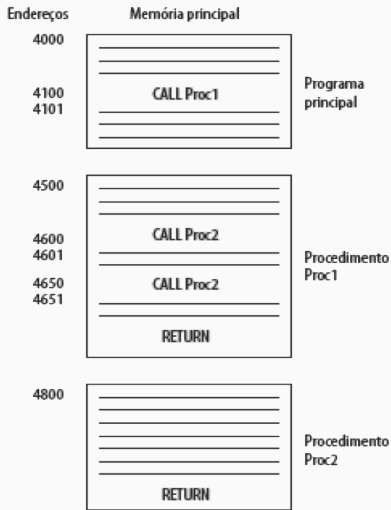 Endereços Memória principal
4000
4100 CALL Proc1 Programa
4101 principal
4500
4600 CALL Proc2
4601 Procedimento
4650 CALL Proc2 Proc1
4651
RETURN
4800
Procedimento
Proc2
RETURN